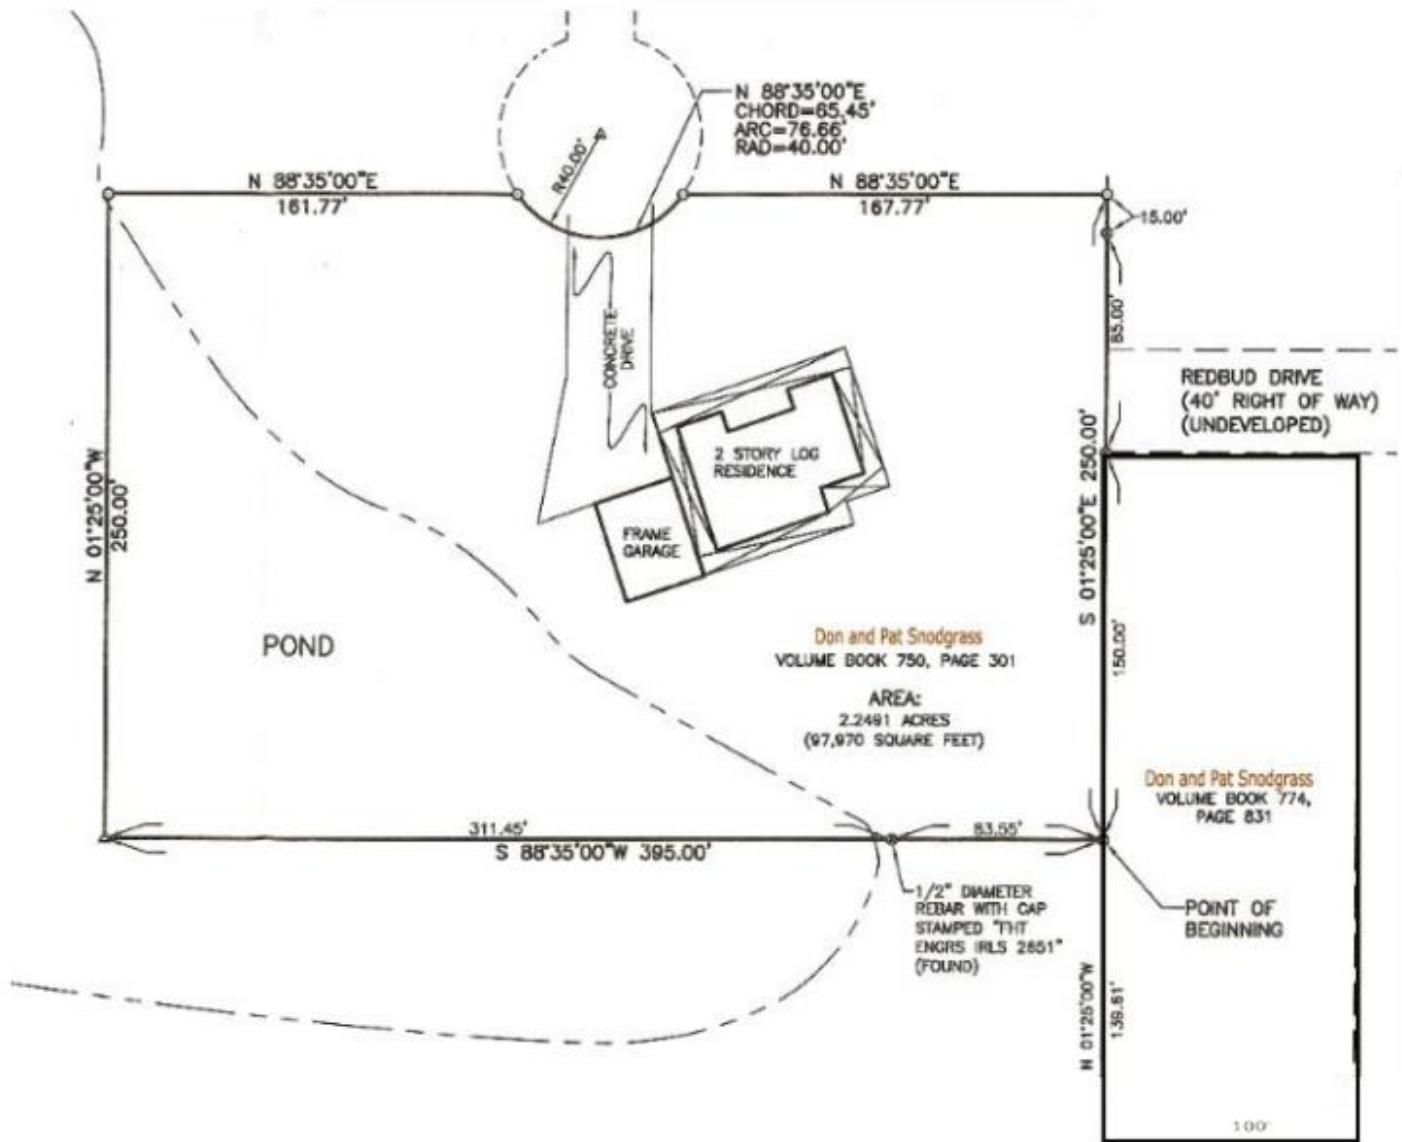 N 88°35'00"E
CHORD=65.45'
ARC=76.66'
RAD=40.00'
R40.00'
N 88°35'00"E
161.77'
N 88°35'00"E
167.77'
15.00'
85.00'
CONCRETE
DRIVE
REDBUD DRIVE
(40' RIGHT OF WAY)
(UNDEVELOPED)
2 STORY LOG
RESIDENCE
FRAME
GARAGE
N 01°25'00"W
250.00'
S 01°25'00"E 250.00'
150.00'
POND
Don and Pat Snodgrass
VOLUME BOOK 750, PAGE 301
AREA:
2.2491 ACRES
(97,970 SQUARE FEET)
Don and Pat Snodgrass
VOLUME BOOK 774,
PAGE 831
311.45'
83.55'
S 88°35'00"W 395.00'
1/2" DIAMETER
REBAR WITH CAP
STAMPED "THT
ENGRS IRLS 2651"
(FOUND)
POINT OF
BEGINNING
N 01°25'00"W
139.61'
100'